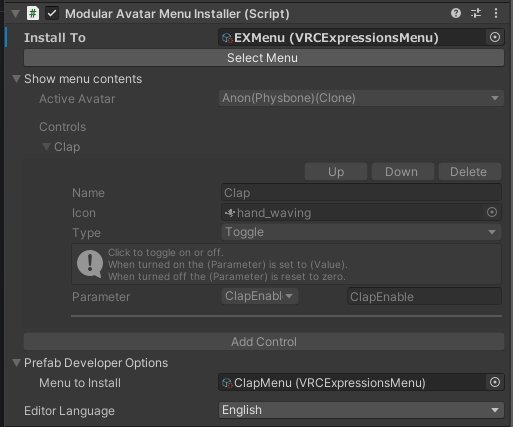 Modular Avatar Menu Installer (Script)
Install To EXMenu (VRCExpressionsMenu)
Select Menu
Show menu contents
Active Avatar Anon(Physbone)(Clone)
Controls
Clap
Up Down Delete
Name Clap
Icon hand_waving
Type Toggle
Click to toggle on or off.
When turned on the (Parameter) is set to (Value).
When turned off the (Parameter) is reset to zero.
Parameter ClapEnabl ClapEnable
Add Control
Prefab Developer Options
Menu to Install ClapMenu (VRCExpressionsMenu)
Editor Language English